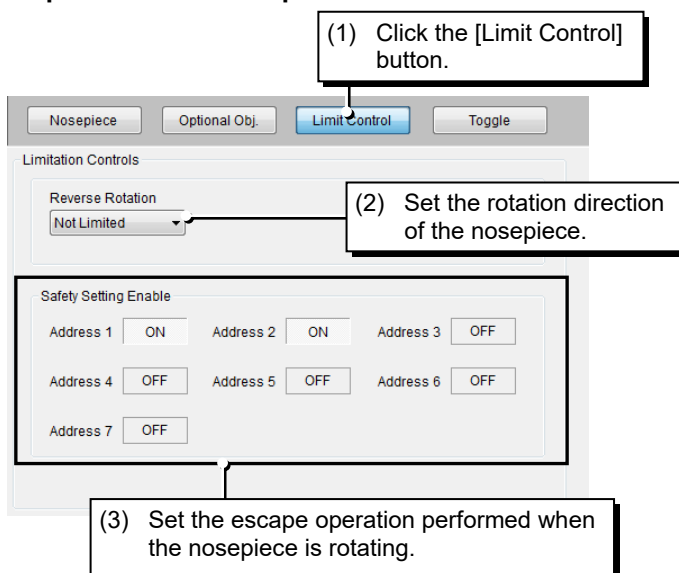 (1) Click the [Limit Control]
button.
Nosepiece Optional Obj. Limit Control Toggle
Limitation Controls
Reverse Rotation
Not Limited
(2) Set the rotation direction
of the nosepiece.
Safety Setting Enable
Address 1 ON Address 2 ON Address 3 OFF
Address 4 OFF Address 5 OFF Address 6 OFF
Address 7 OFF
(3) Set the escape operation performed when
the nosepiece is rotating.